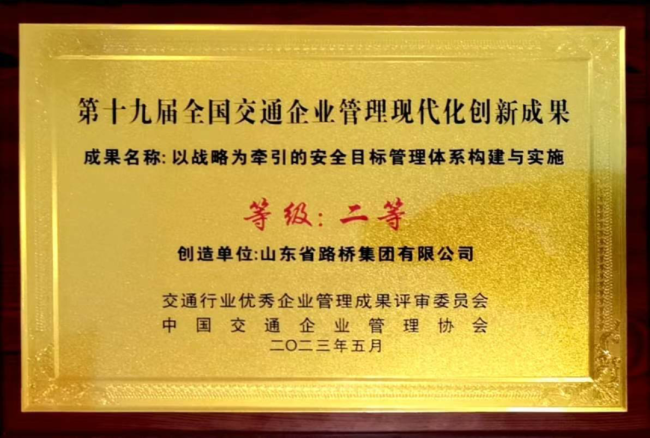 第十九届全国交通企业管理现代化创新成果
成果名称:以战略为牵引的安全目标管理体系构建与实施
等级:二等
创造单位:山东省路桥集团有限公司
交通行业优秀企业管理成果评审委员会
中国交通企业管理协会
二〇二三年五月